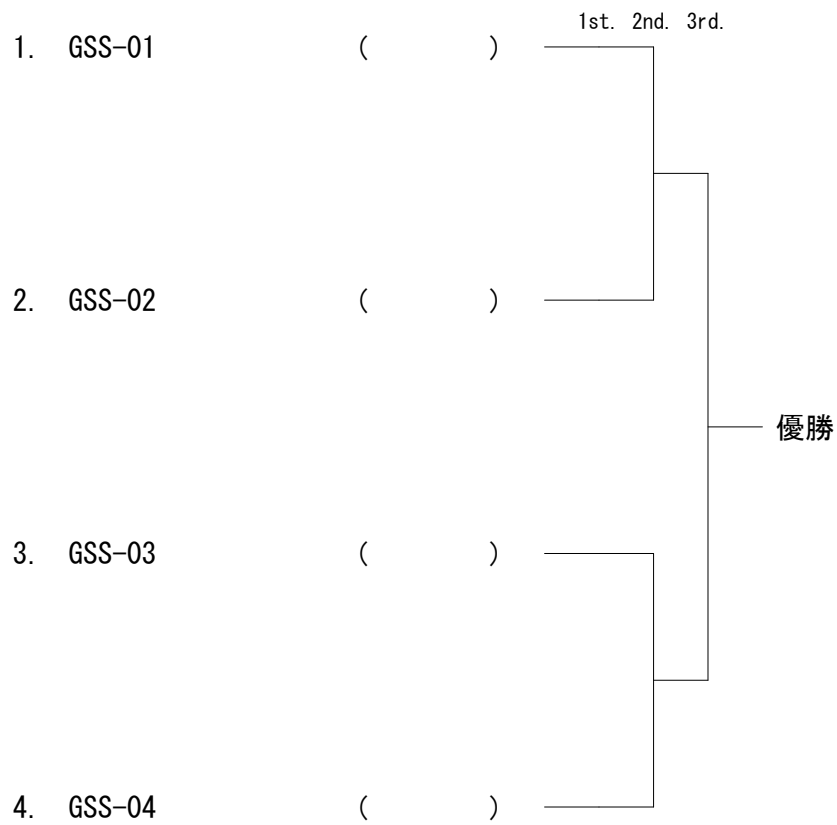 1st. 2nd. 3rd.
1. GSS-01 ( )
2. GSS-02 ( )
優勝
3. GSS-03 ( )
4. GSS-04 ( )